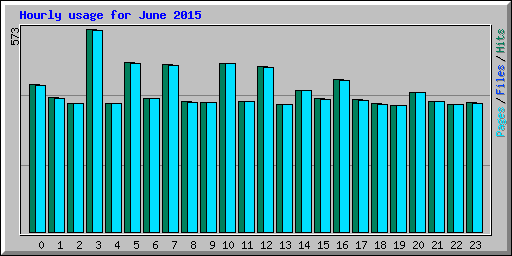 Hourly usage for June 2015
573
Pages/Files/Hits
0 1 2 3 4 5 6 7 8 9 10 11 12 13 14 15 16 17 18 19 20 21 22 23